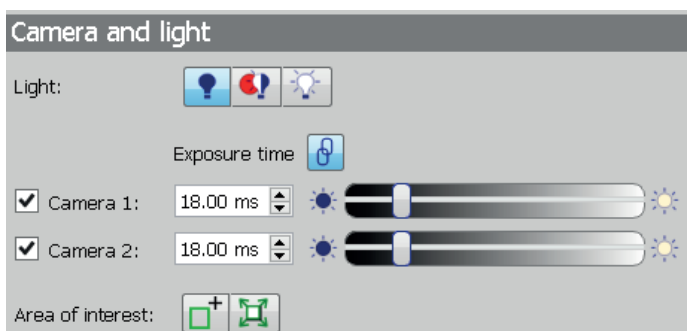 Camera and light
Light:
Exposure time
Camera 1: 18.00 ms
Camera 2: 18.00 ms
Area of interest: